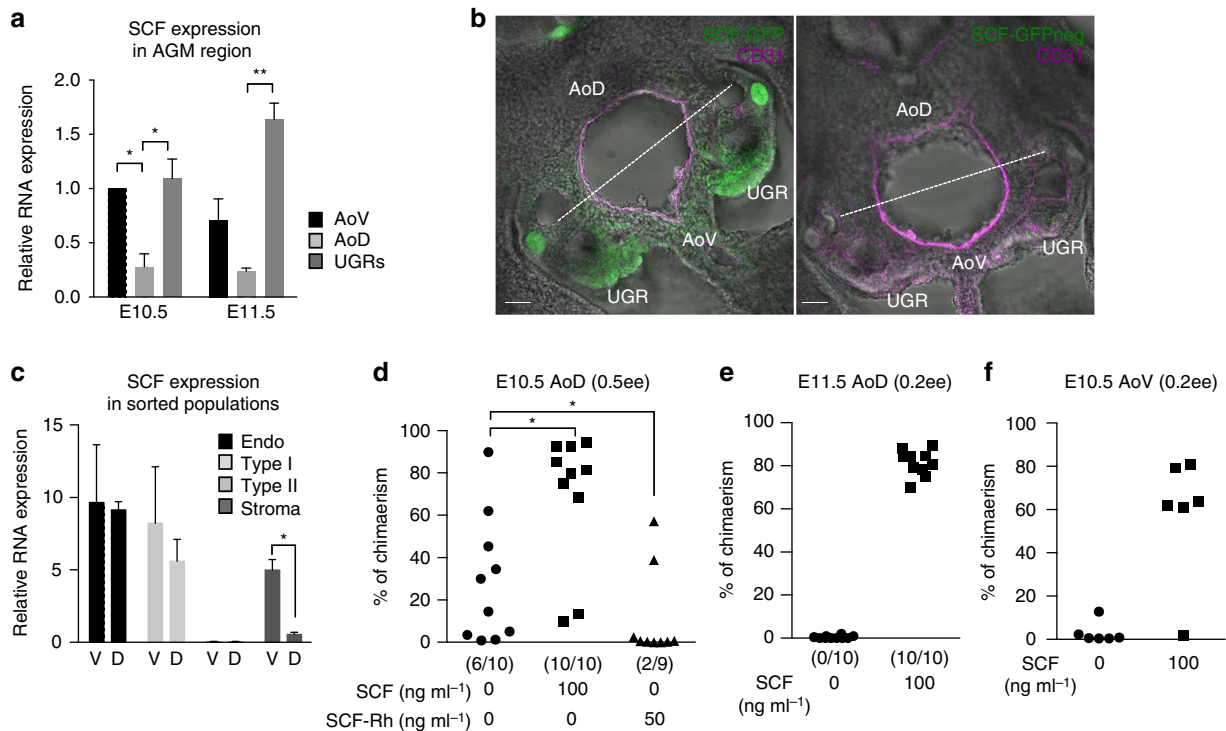 a
SCF expression
in AGM region
Relative RNA expression
2.0
1.5
1.0
0.5
0.0
*
*
**
E10.5
E11.5
AoV
AoD
UGRs
b
SCF-GFP
CD31
AoD
UGR
AoV
UGR
SCF-GFPneg
CD31
AoD
AoV
UGR
UGR
c
SCF expression
in sorted populations
Relative RNA expression
15
10
5
0
Endo
Type I
Type II
Stroma
*
V D V D V D V D
d
E10.5 AoD (0.5ee)
% of chimaerism
100
80
60
40
20
0
*
*
(6/10) (10/10) (2/9)
SCF (ng ml⁻¹) 0 100 0
SCF-Rh (ng ml⁻¹) 0 0 50
e
E11.5 AoD (0.2ee)
% of chimaerism
100
80
60
40
20
0
(0/10) (10/10)
SCF 0 100
(ng ml⁻¹)
f
E10.5 AoV (0.2ee)
% of chimaerism
100
80
60
40
20
0
SCF 0 100
(ng ml⁻¹)